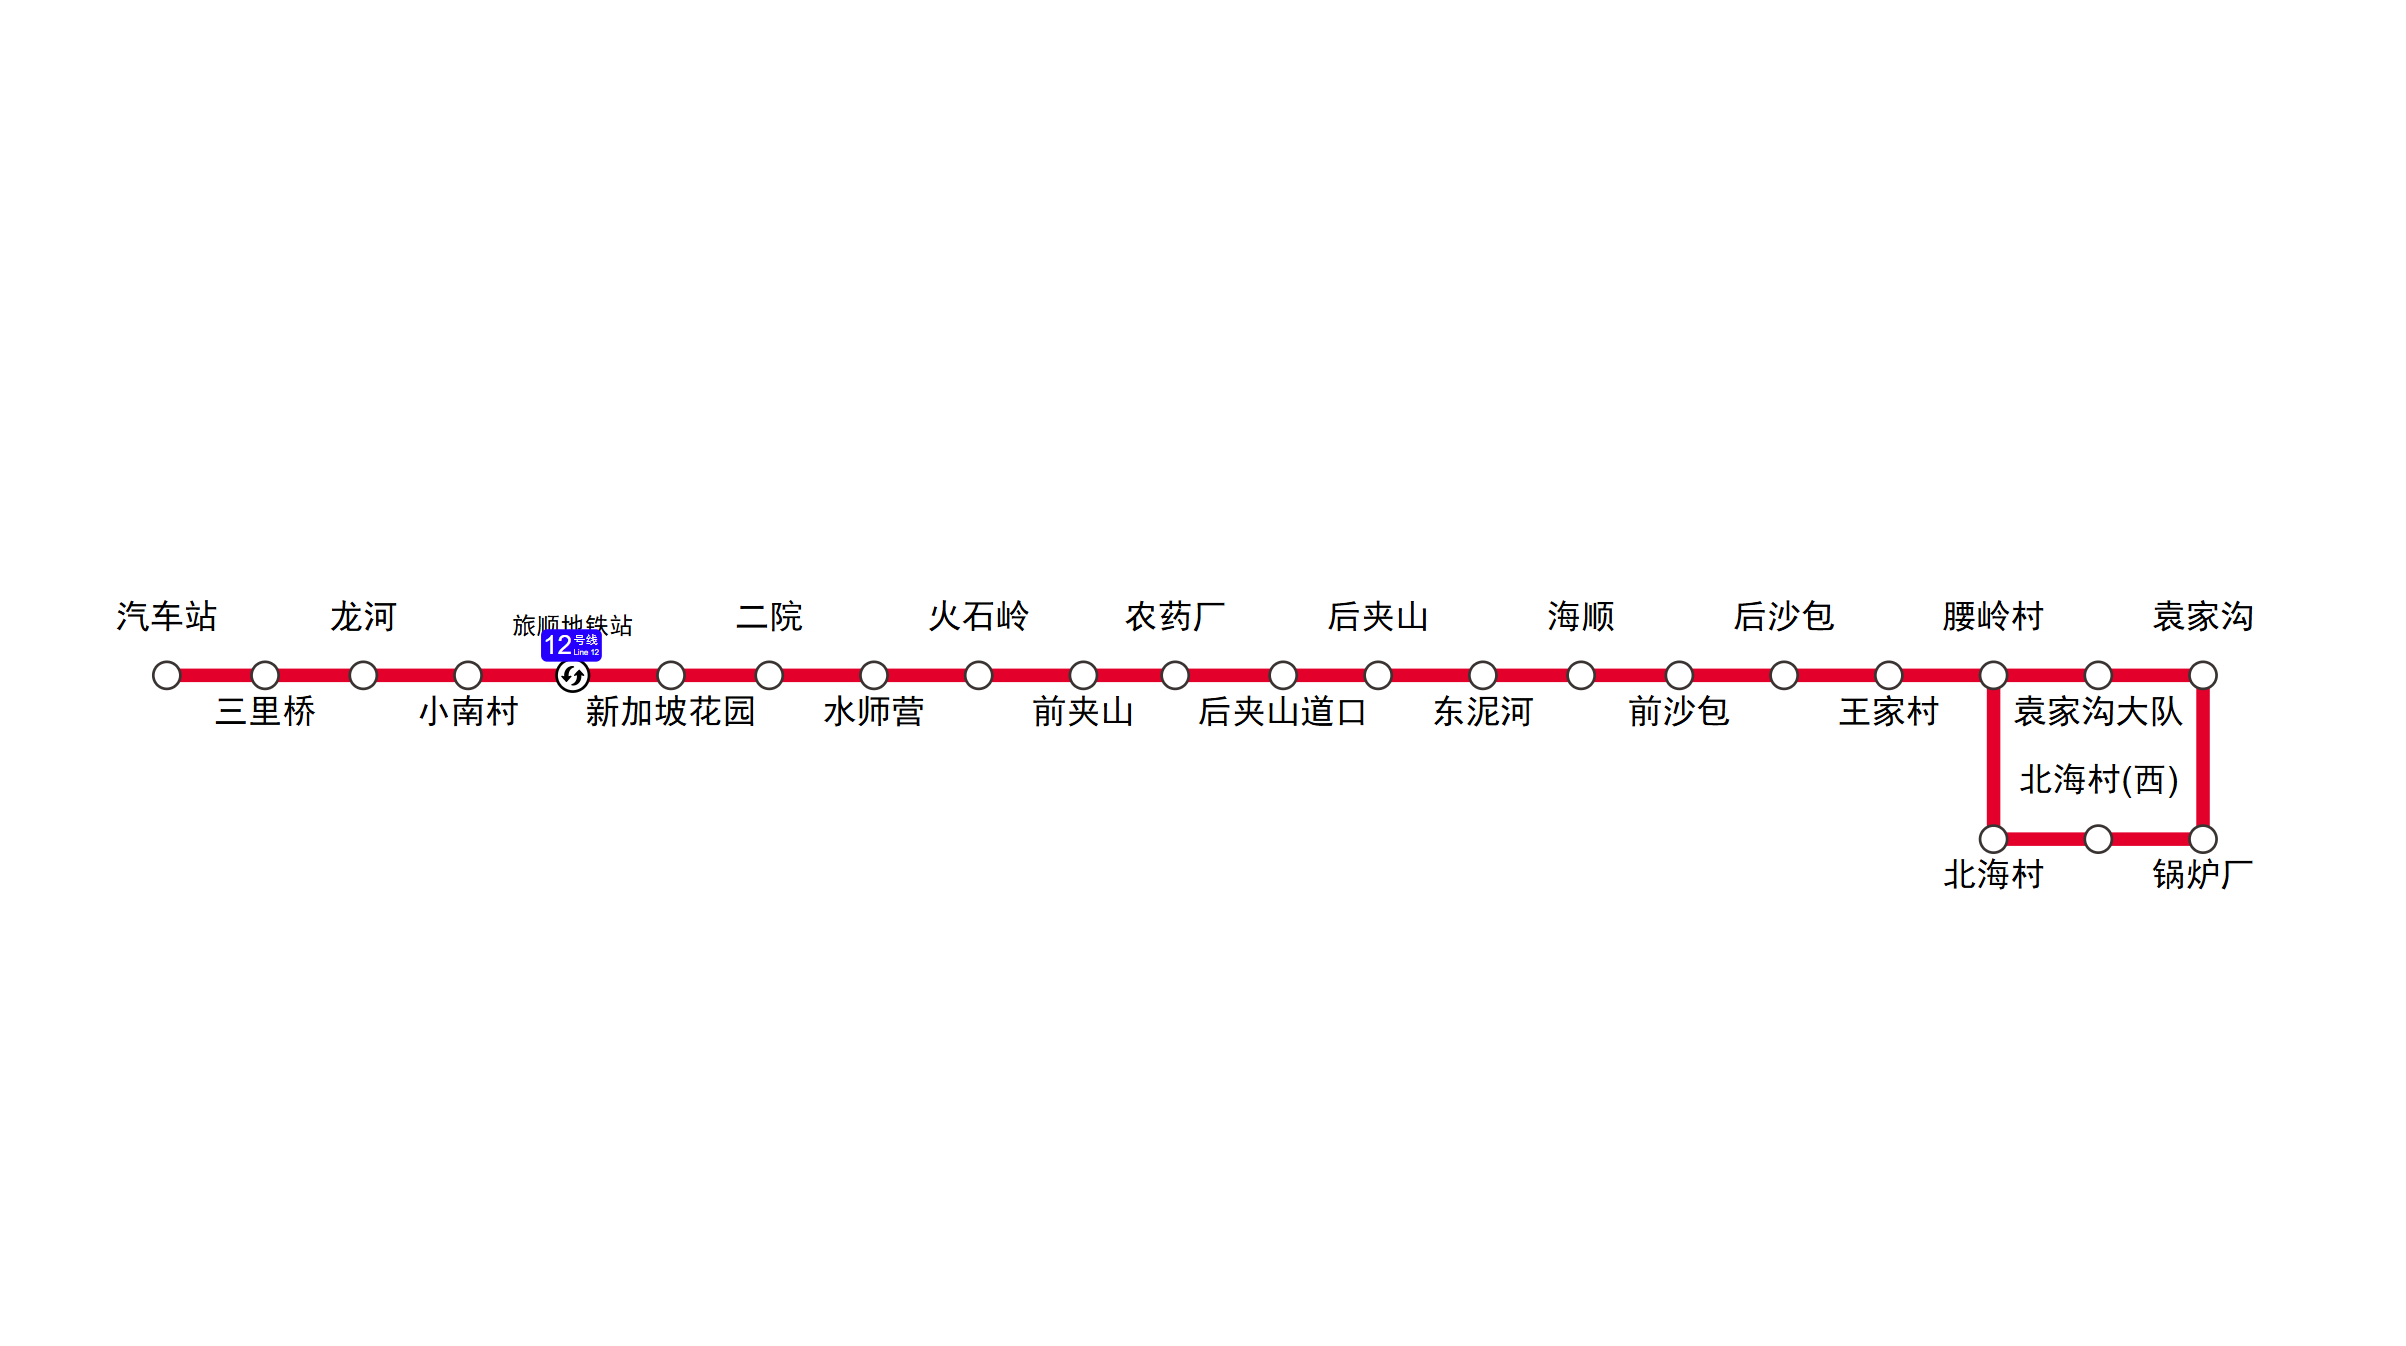 汽车站
龙河
旅顺地铁站
二院
火石岭
农药厂
后夹山
海顺
后沙包
腰岭村
袁家沟
12号线
Line 12
三里桥
小南村
新加坡花园
水师营
前夹山
后夹山道口
东泥河
前沙包
王家村
袁家沟大队
北海村(西)
北海村
锅炉厂